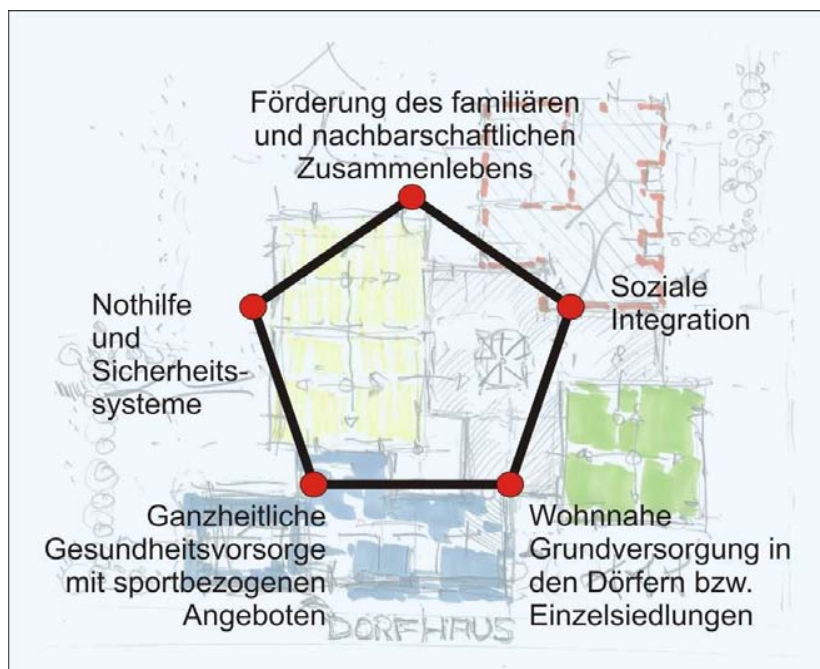 Förderung des familiären
und nachbarschaftlichen
Zusammenlebens
Soziale
Integration
Wohnnahe
Grundversorgung in
den Dörfern bzw.
Einzelsiedlungen
Ganzheitliche
Gesundheitsvorsorge
mit sportbezogenen
Angeboten
Nothilfe
und
Sicherheits-
systeme
DORFHAUS